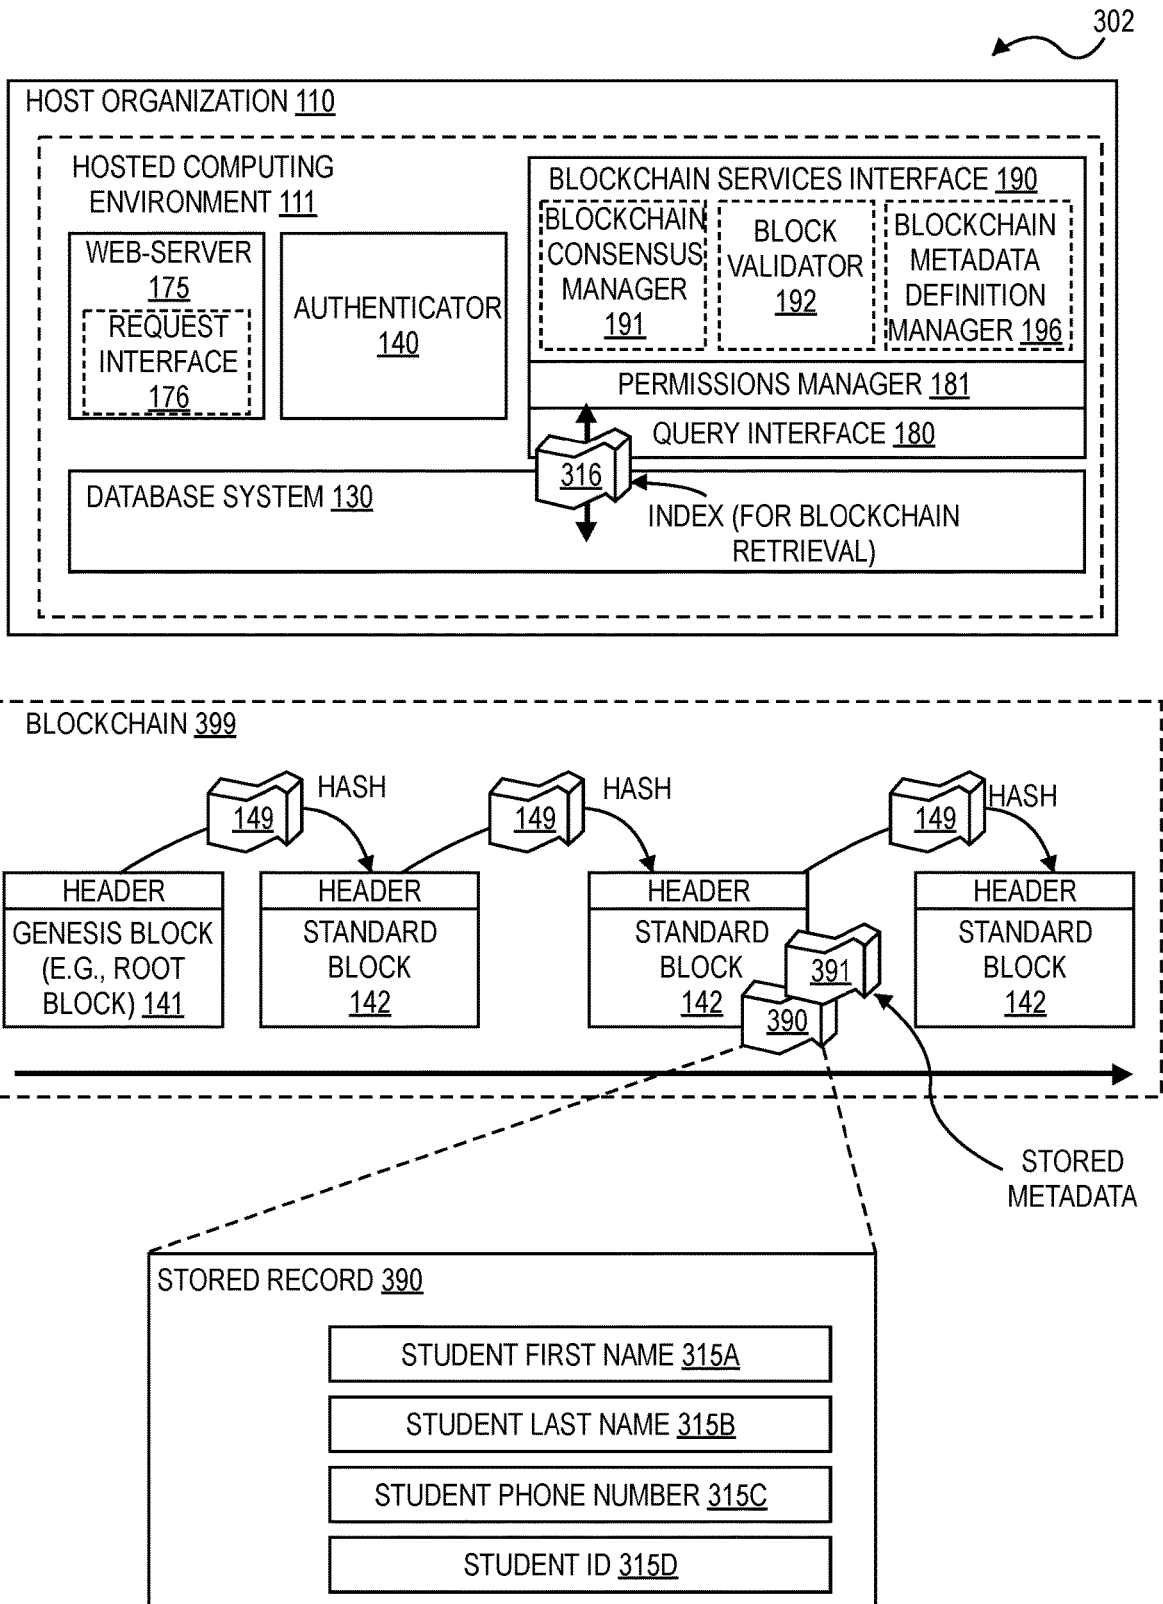 302
HOST ORGANIZATION 110
HOSTED COMPUTING
ENVIRONMENT 111
WEB-SERVER
175
REQUEST
INTERFACE
176
AUTHENTICATOR
140
BLOCKCHAIN SERVICES INTERFACE 190
BLOCKCHAIN
CONSENSUS
MANAGER
191
BLOCK
VALIDATOR
192
BLOCKCHAIN
METADATA
DEFINITION
MANAGER 196
PERMISSIONS MANAGER 181
QUERY INTERFACE 180
316
DATABASE SYSTEM 130
INDEX (FOR BLOCKCHAIN
RETRIEVAL)
BLOCKCHAIN 399
149
HASH
149
HASH
149
HASH
HEADER
GENESIS BLOCK
(E.G., ROOT
BLOCK) 141
HEADER
STANDARD
BLOCK
142
HEADER
STANDARD
BLOCK
142
391
390
HEADER
STANDARD
BLOCK
142
STORED
METADATA
STORED RECORD 390
STUDENT FIRST NAME 315A
STUDENT LAST NAME 315B
STUDENT PHONE NUMBER 315C
STUDENT ID 315D